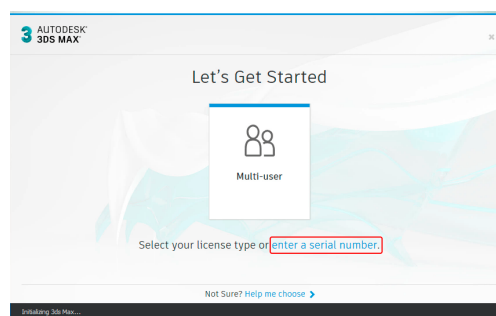 3 AUTODESK®
3DS MAX®
Let's Get Started
Multi-user
Select your license type or enter a serial number.
Not Sure? Help me choose
Initializing 3ds Max...